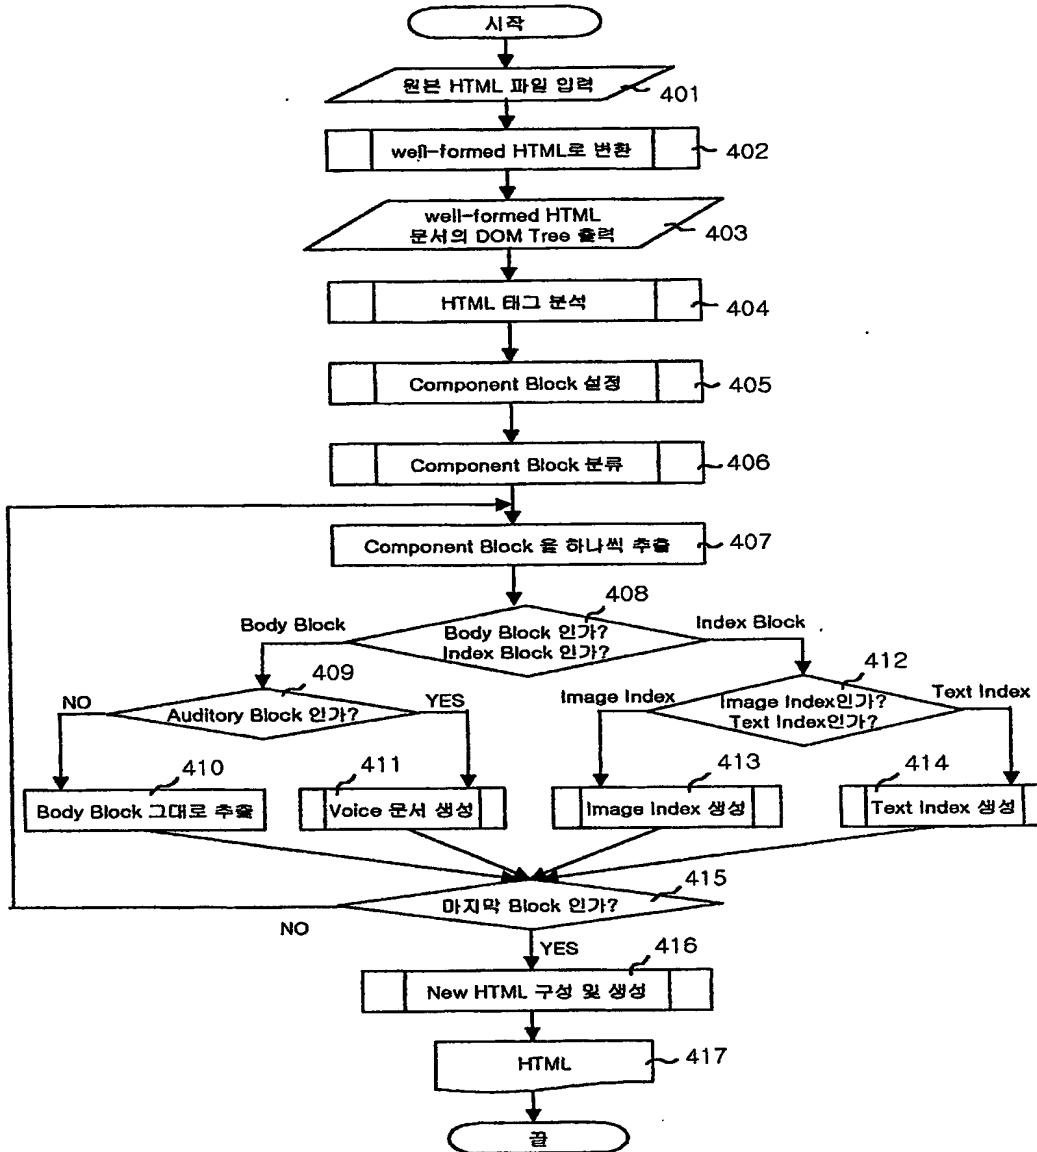 시작
원본 HTML 파일 입력
401
well-formed HTML로 변환
402
well-formed HTML
문서의 DOM Tree 출력
403
HTML 태그 분석
404
Component Block 설정
405
Component Block 분류
406
Component Block 을 하나씩 추출
407
408
Body Block
Body Block 인가?
Index Block 인가?
Index Block
409
NO
Auditory Block 인가?
YES
412
Image Index
Image Index인가?
Text Index인가?
Text Index
410
Body Block 그대로 추출
411
Voice 문서 생성
413
Image Index 생성
414
Text Index 생성
415
마지막 Block 인가?
NO
YES
416
New HTML 구성 및 생성
HTML
417
끝